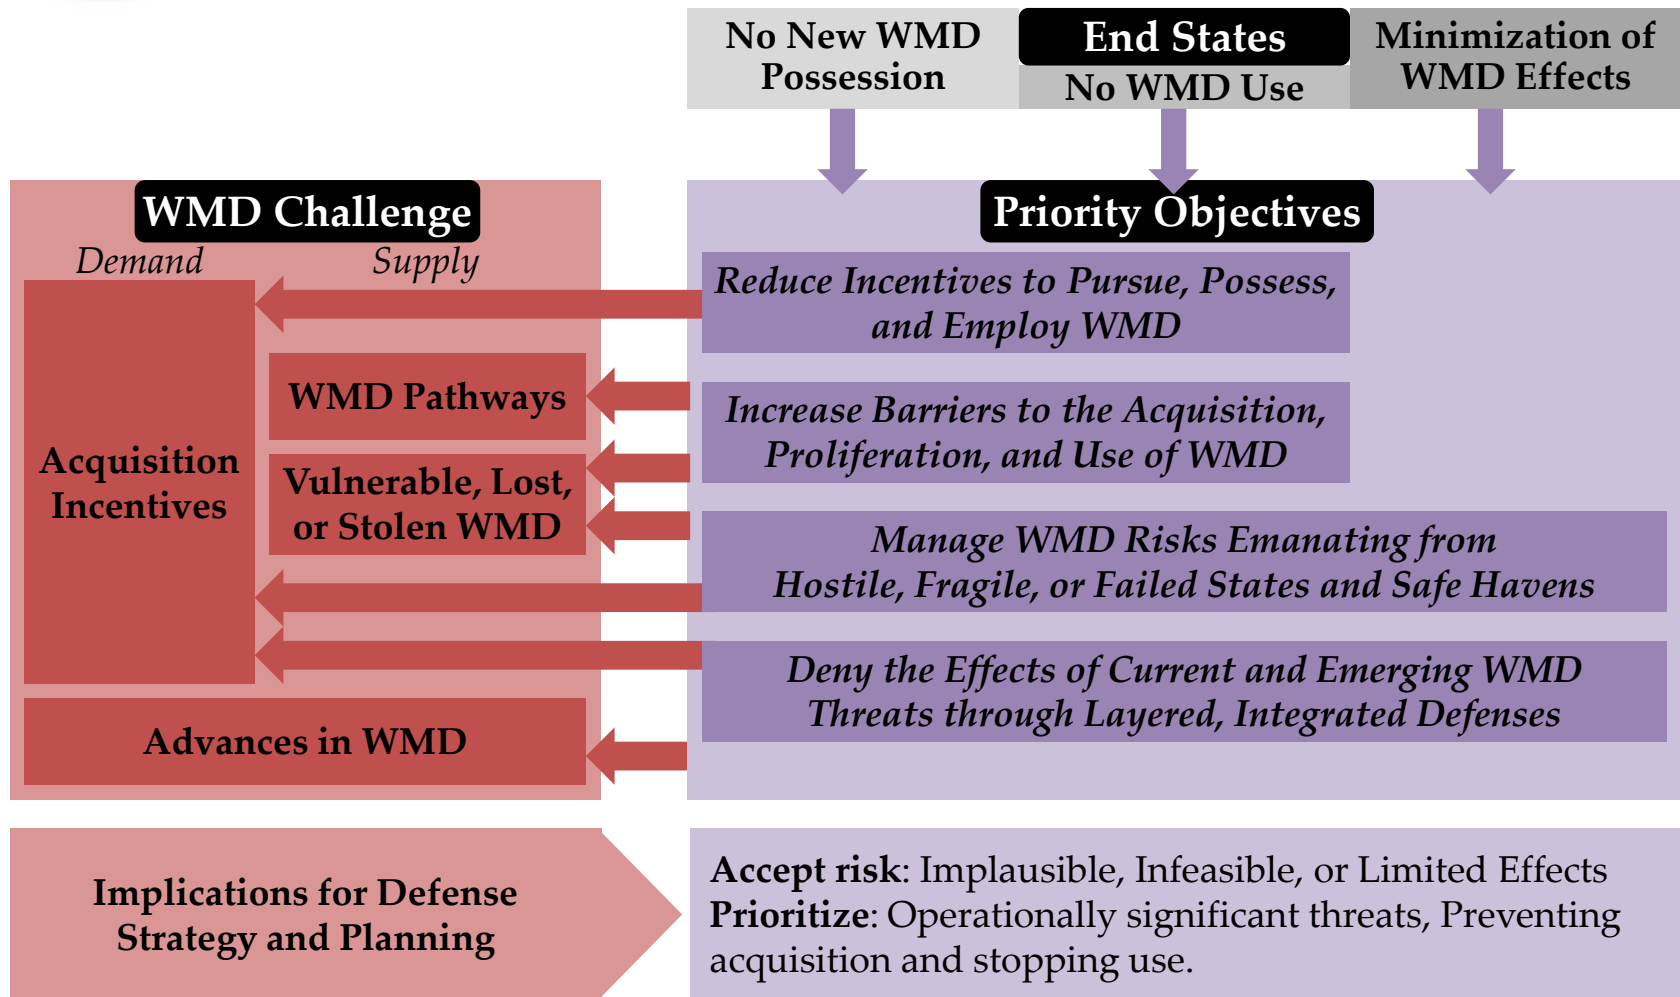 No New WMD
Possession
End States
No WMD Use
Minimization of
WMD Effects
WMD Challenge
Demand
Supply
Acquisition
Incentives
WMD Pathways
Vulnerable, Lost,
or Stolen WMD
Advances in WMD
Priority Objectives
Reduce Incentives to Pursue, Possess,
and Employ WMD
Increase Barriers to the Acquisition,
Proliferation, and Use of WMD
Manage WMD Risks Emanating from
Hostile, Fragile, or Failed States and Safe Havens
Deny the Effects of Current and Emerging WMD
Threats through Layered, Integrated Defenses
Implications for Defense
Strategy and Planning
Accept risk: Implausible, Infeasible, or Limited Effects
Prioritize: Operationally significant threats, Preventing
acquisition and stopping use.